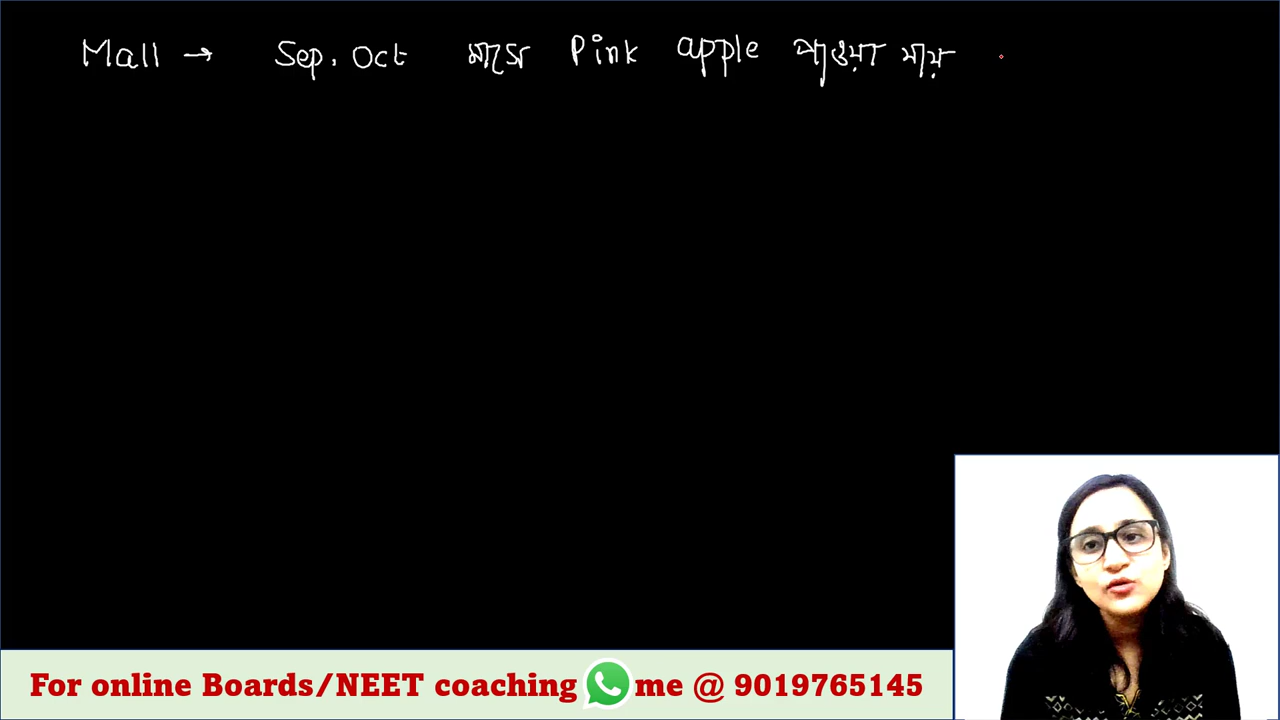 Mall → Sep. Oct মাসে Pink apple পাওয়া যায়
For online Boards/NEET coaching me @ 9019765145